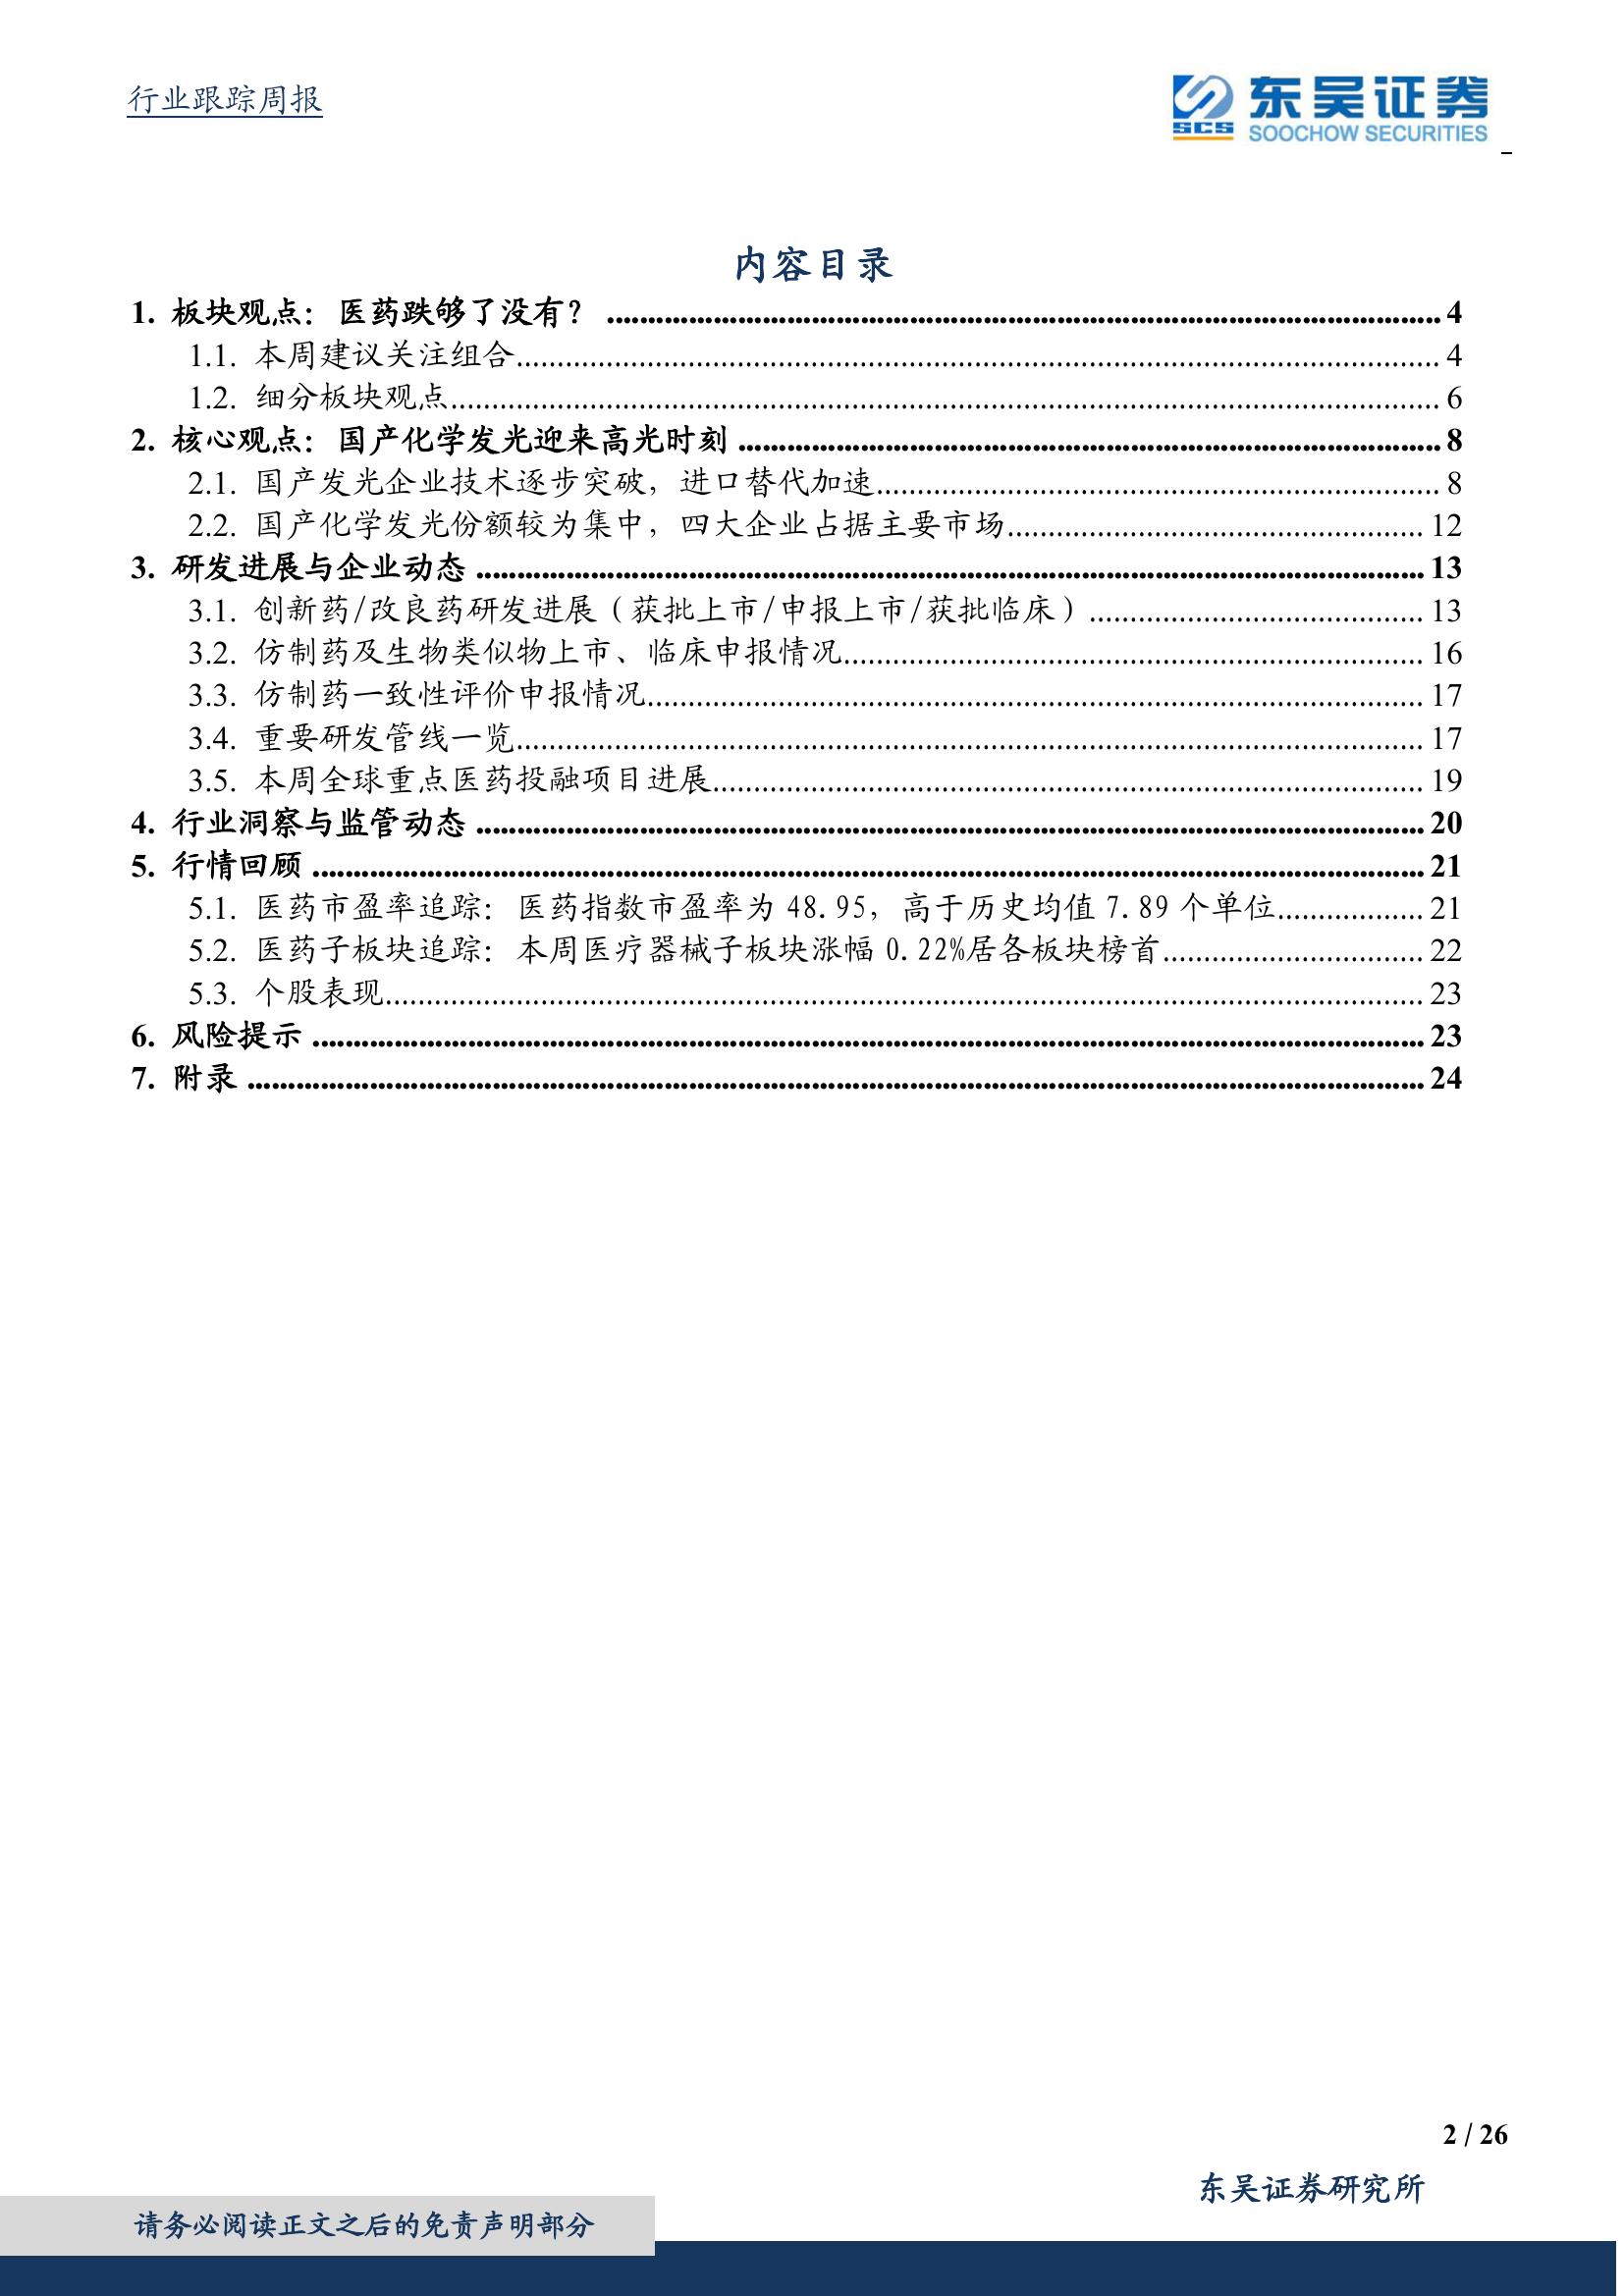 行业跟踪周报
东吴证券
SCS
SOOCHOW SECURITIES
内容目录
1. 板块观点：医药跌够了没有？ 4
1.1. 本周建议关注组合 4
1.2. 细分板块观点 6
2. 核心观点：国产化学发光迎来高光时刻 8
2.1. 国产发光企业技术逐步突破，进口替代加速 8
2.2. 国产化学发光份额较为集中，四大企业占据主要市场 12
3. 研发进展与企业动态 13
3.1. 创新药/改良药研发进展（获批上市/申报上市/获批临床） 13
3.2. 仿制药及生物类似物上市、临床申报情况 16
3.3. 仿制药一致性评价申报情况 17
3.4. 重要研发管线一览 17
3.5. 本周全球重点医药投融项目进展 19
4. 行业洞察与监管动态 20
5. 行情回顾 21
5.1. 医药市盈率追踪：医药指数市盈率为 48.95，高于历史均值 7.89 个单位 21
5.2. 医药子板块追踪：本周医疗器械子板块涨幅 0.22%居各板块榜首 22
5.3. 个股表现 23
6. 风险提示 23
7. 附录 24
2 / 26
东吴证券研究所
请务必阅读正文之后的免责声明部分